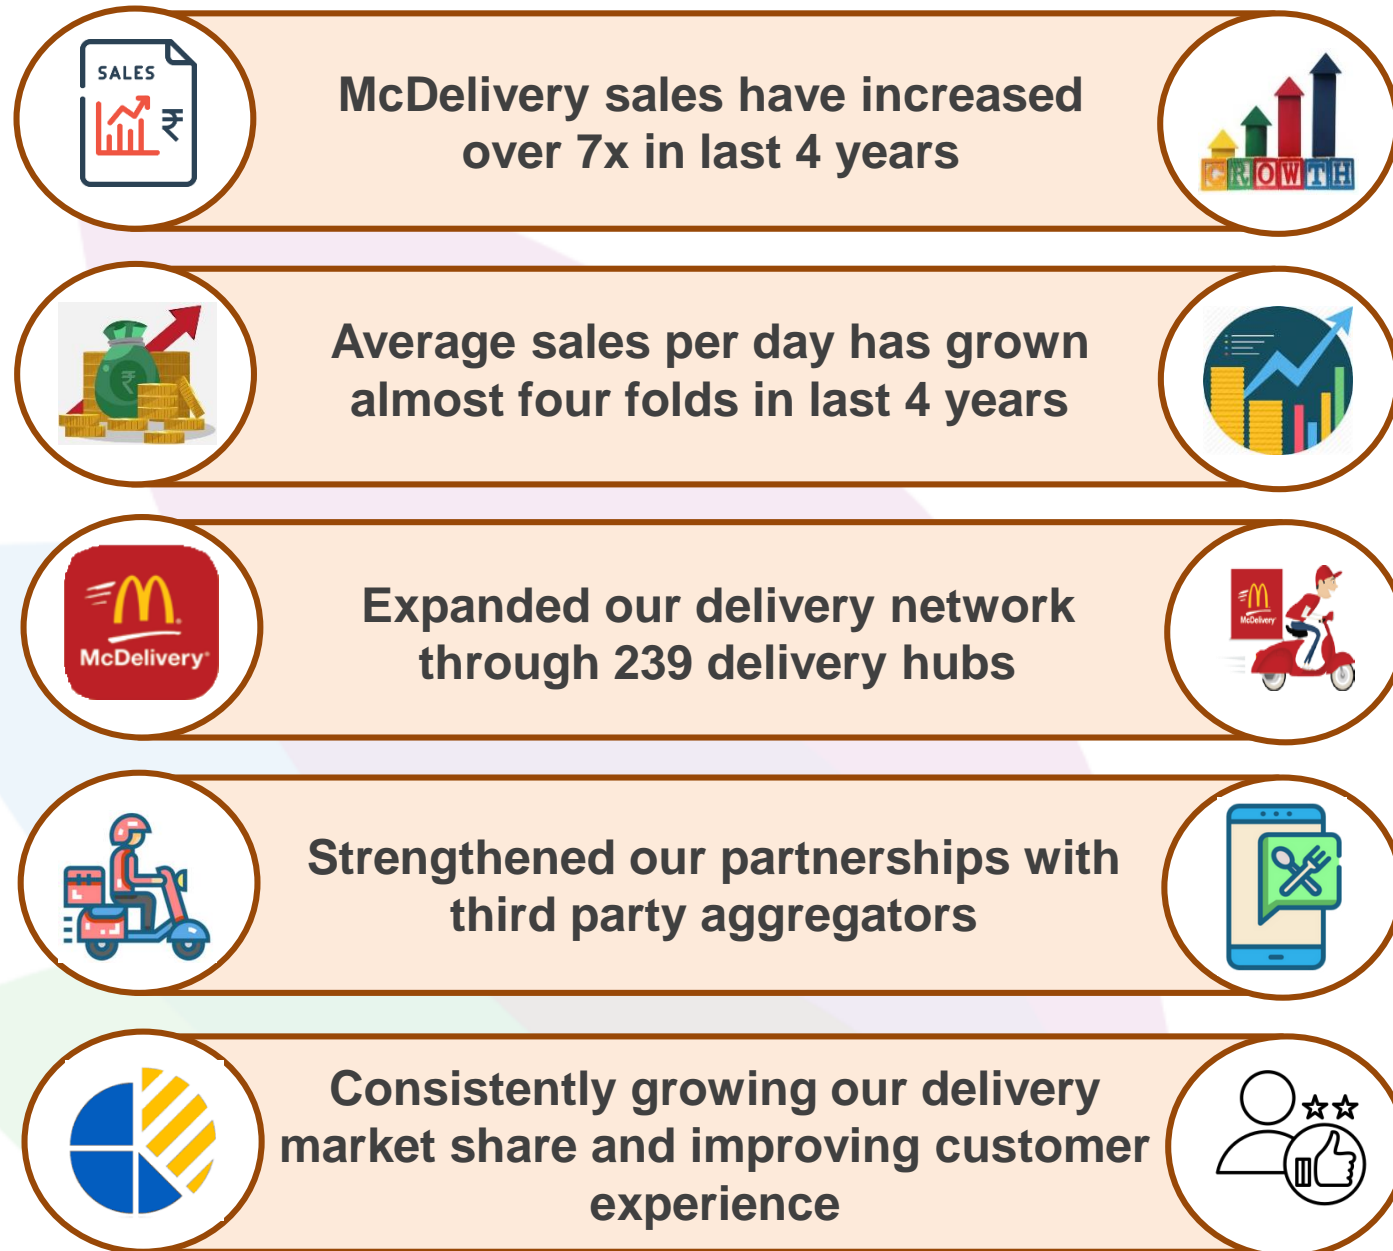 SALES
₹
McDelivery sales have increased
over 7x in last 4 years
GROWTH
₹
Average sales per day has grown
almost four folds in last 4 years
McDelivery
Expanded our delivery network
through 239 delivery hubs
McDelivery
Strengthened our partnerships with
third party aggregators
Consistently growing our delivery
market share and improving customer
experience